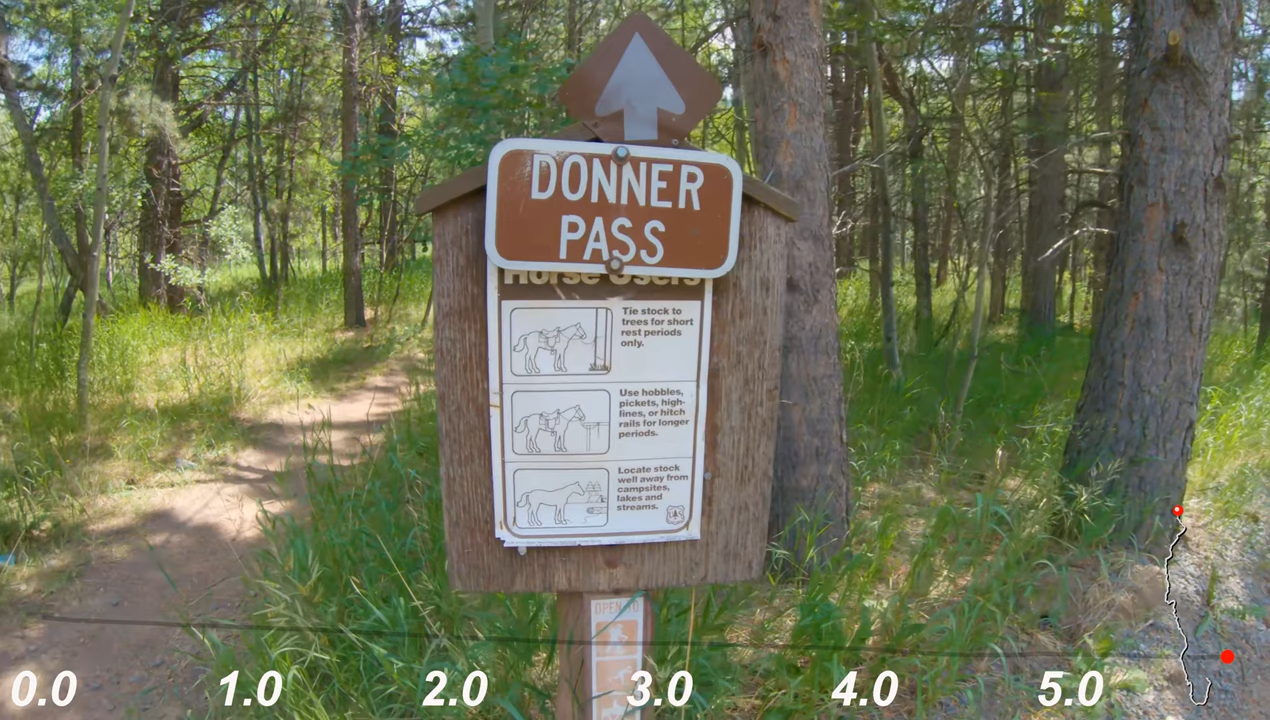 DONNER
PASS
Horse Users
Tie stock to
trees for short
rest periods
only.
Use hobbles,
pickets, high-
lines, or hitch
rails for longer
periods.
Locate stock
well away from
campsites,
lakes and
streams.
OPEN TO
0.0 1.0 2.0 3.0 4.0 5.0